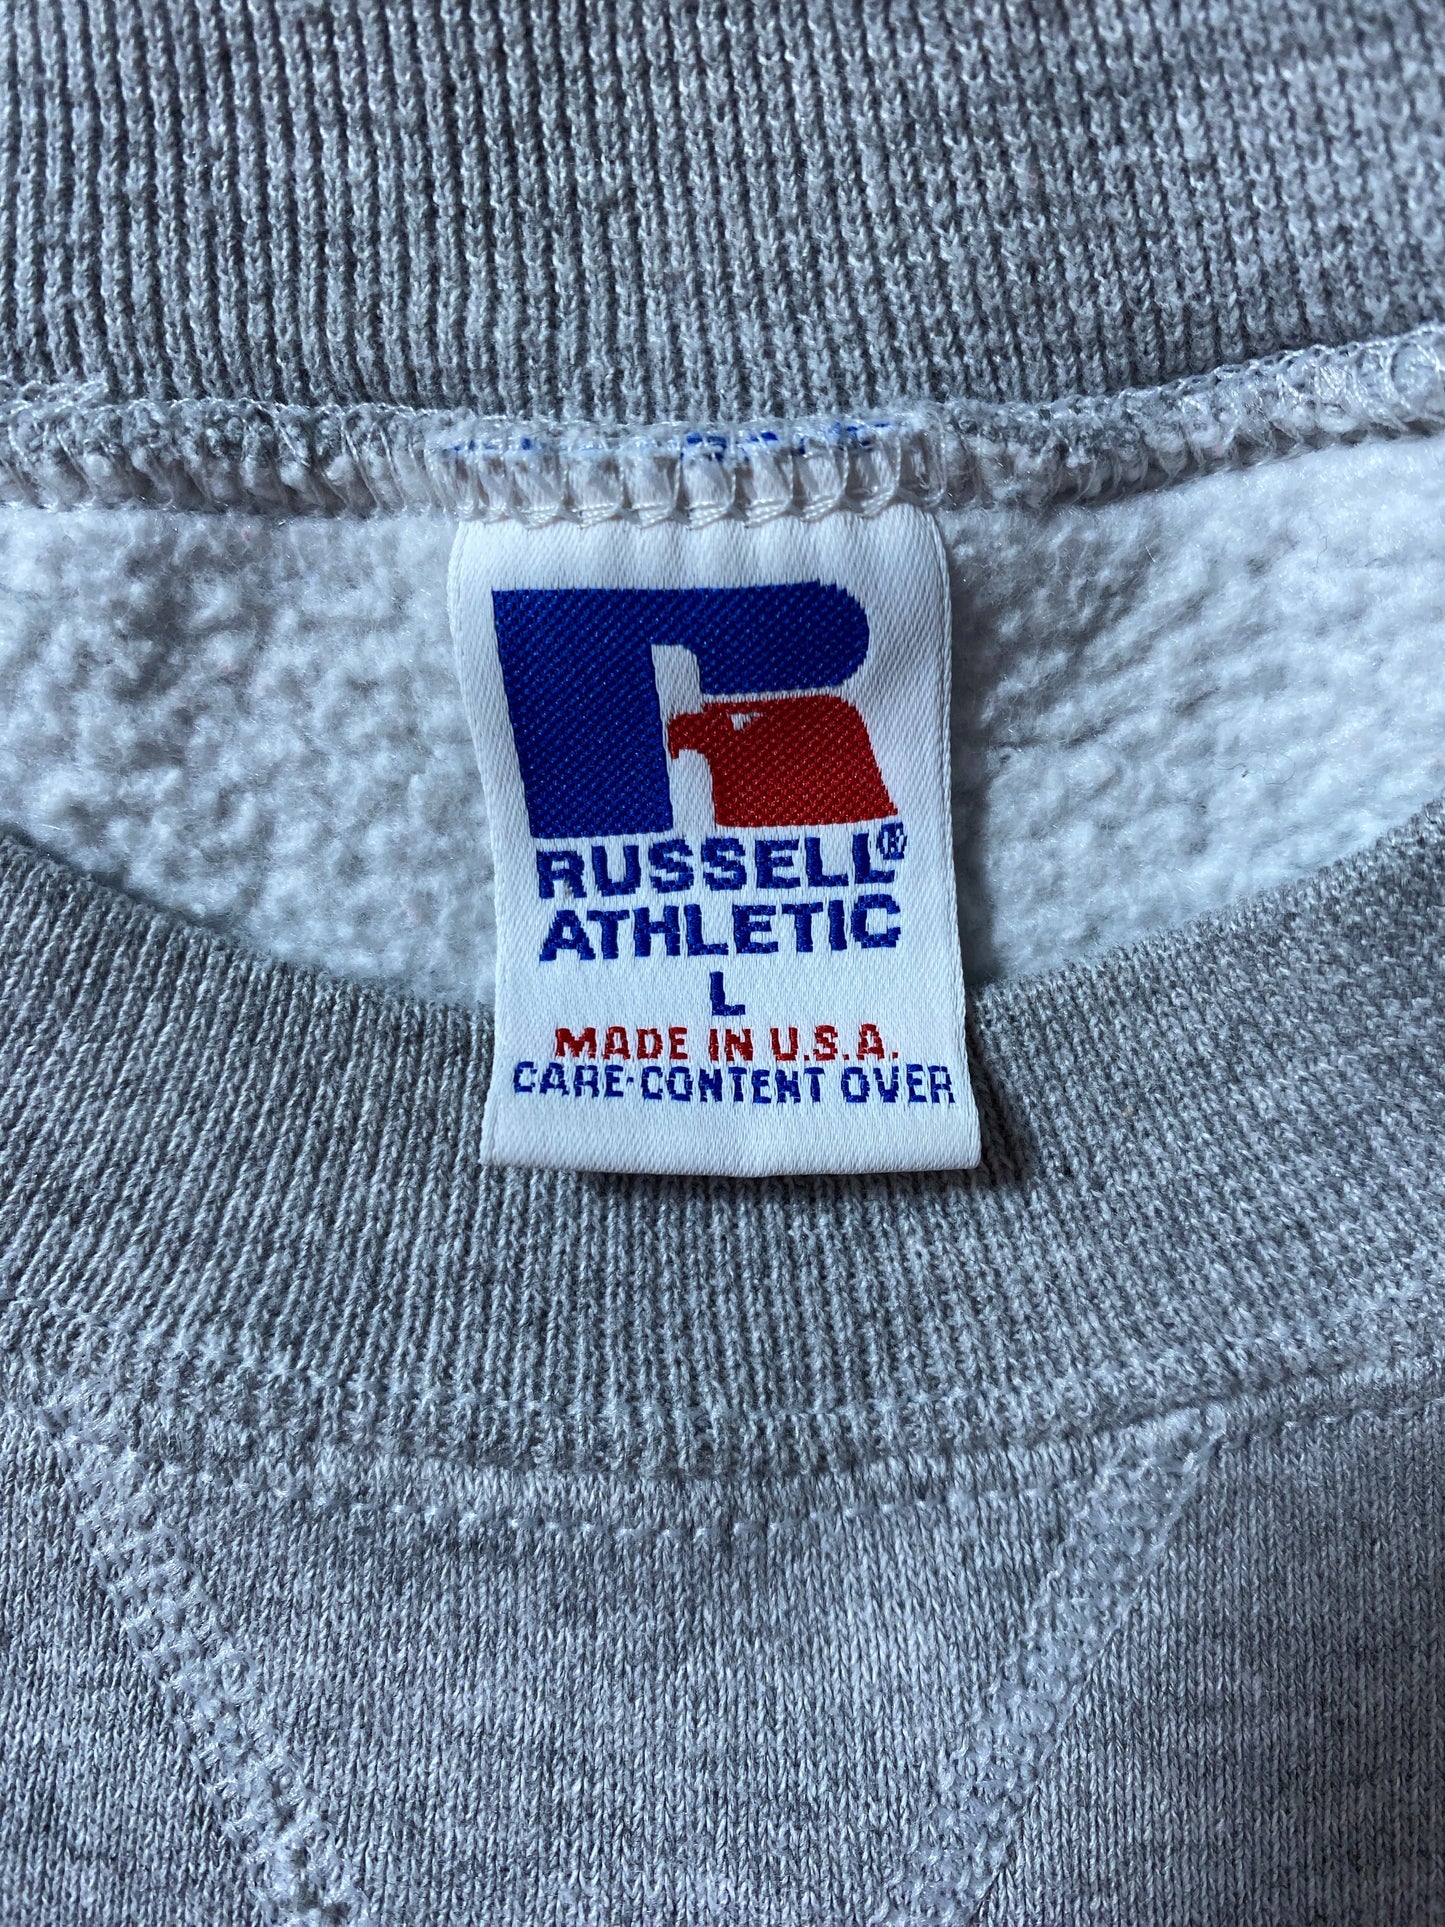 RUSSELL®
ATHLETIC
L
MADE IN U.S.A.
CARE·CONTENT OVER